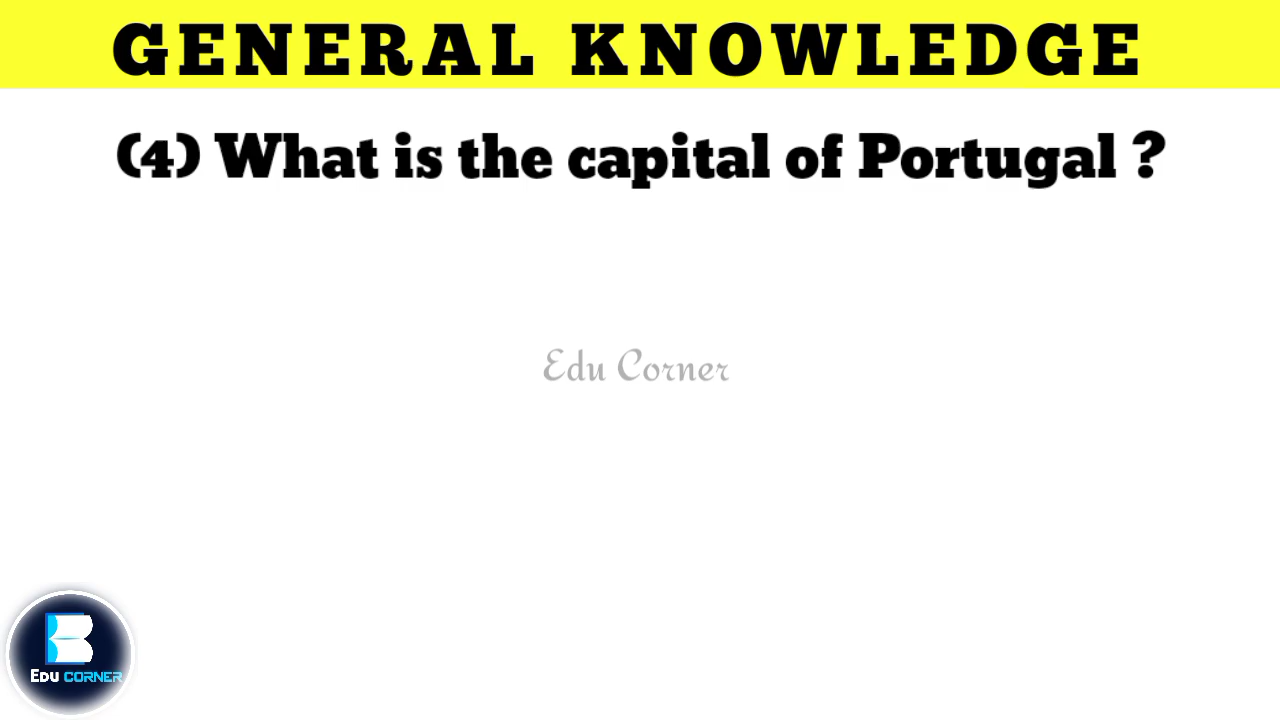 GENERAL KNOWLEDGE
(4) What is the capital of Portugal ?
Edu Corner
EDU CORNER